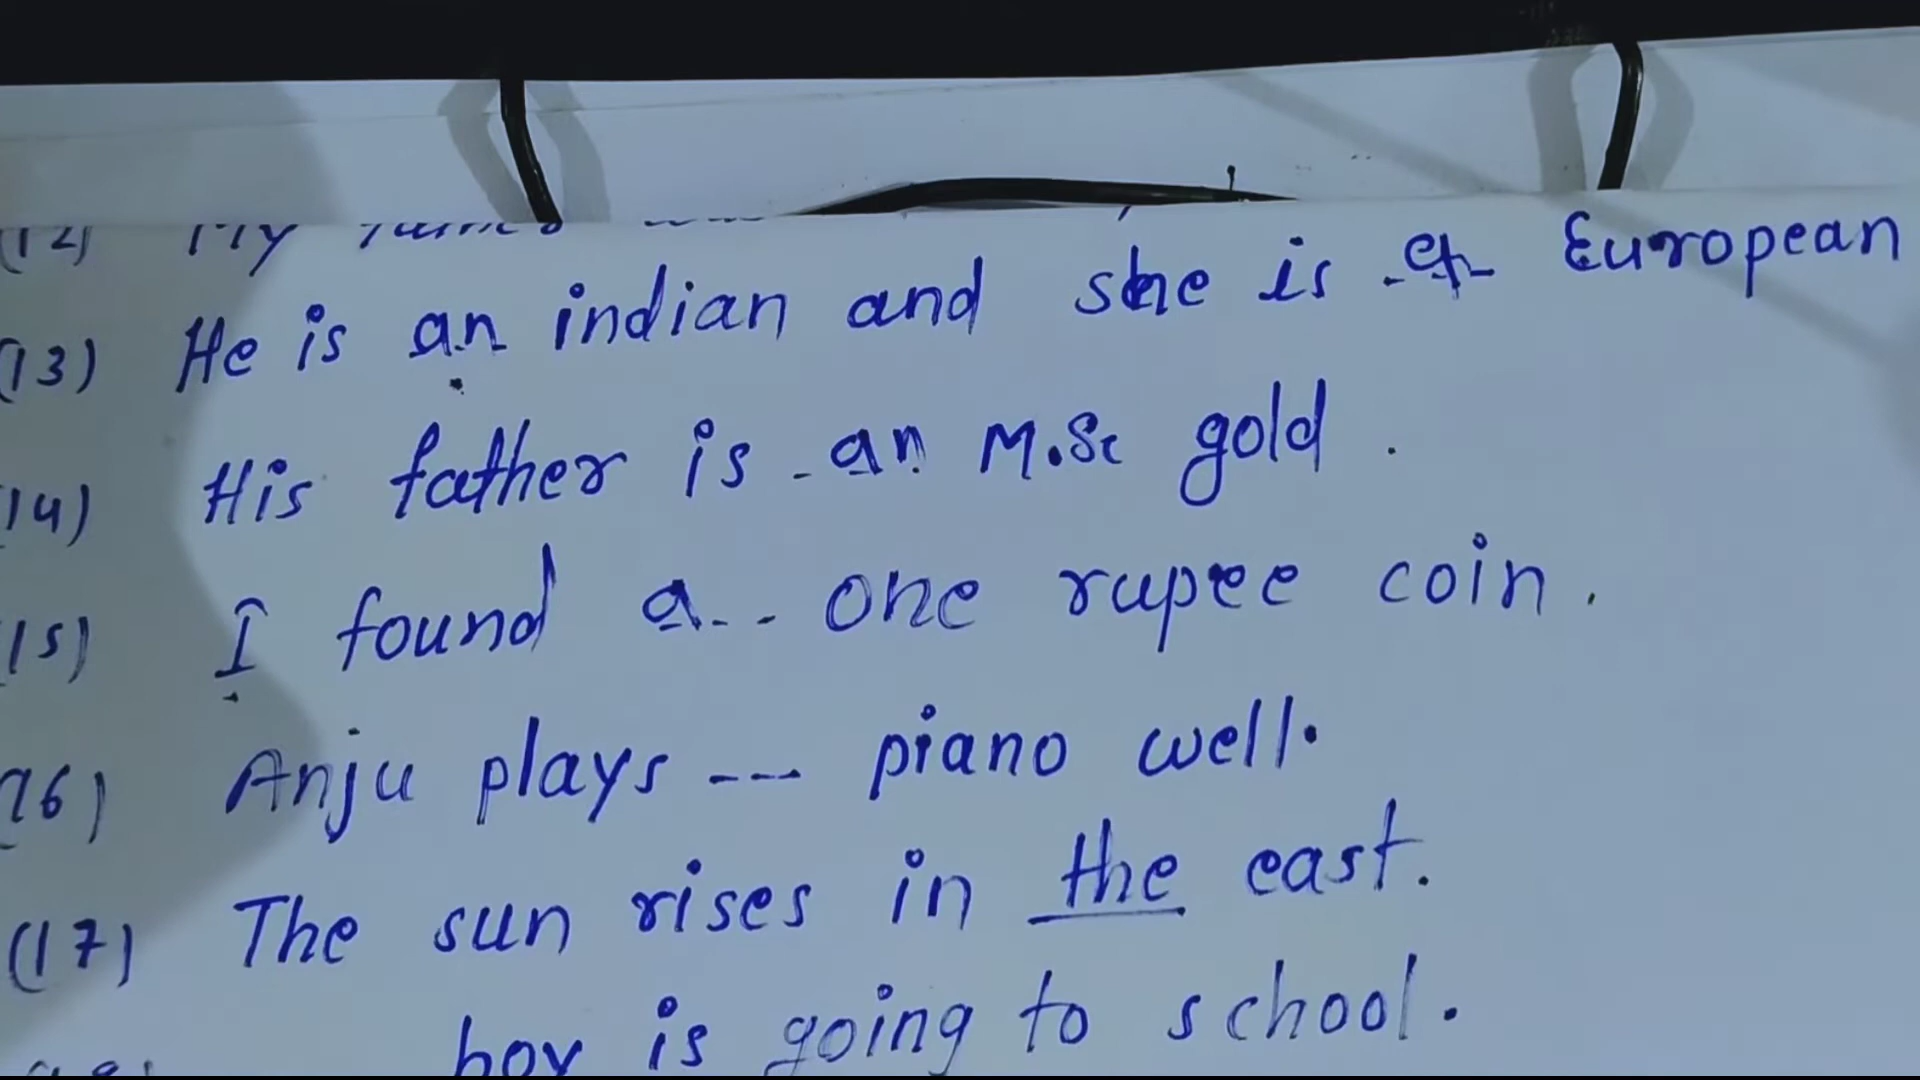 (12) My
(13) He is an indian and she is a European
(14) His father is - an M.Sc gold.
(15) I found a.. one rupee coin.
(16) Anju plays --- piano well.
(17) The sun rises in the east.
boy is going to school.